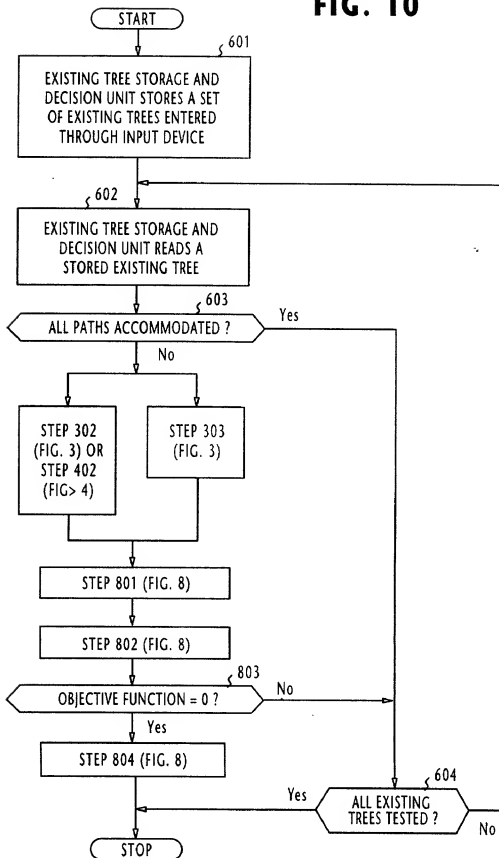 FIG. 10
START
601
EXISTING TREE STORAGE AND
DECISION UNIT STORES A SET
OF EXISTING TREES ENTERED
THROUGH INPUT DEVICE
602
EXISTING TREE STORAGE AND
DECISION UNIT READS A
STORED EXISTING TREE
603
ALL PATHS ACCOMMODATED ?
Yes
No
STEP 302
(FIG. 3) OR
STEP 402
(FIG> 4)
STEP 303
(FIG. 3)
STEP 801 (FIG. 8)
STEP 802 (FIG. 8)
803
OBJECTIVE FUNCTION = 0 ?
No
Yes
STEP 804 (FIG. 8)
604
ALL EXISTING
TREES TESTED ?
Yes
No
STOP